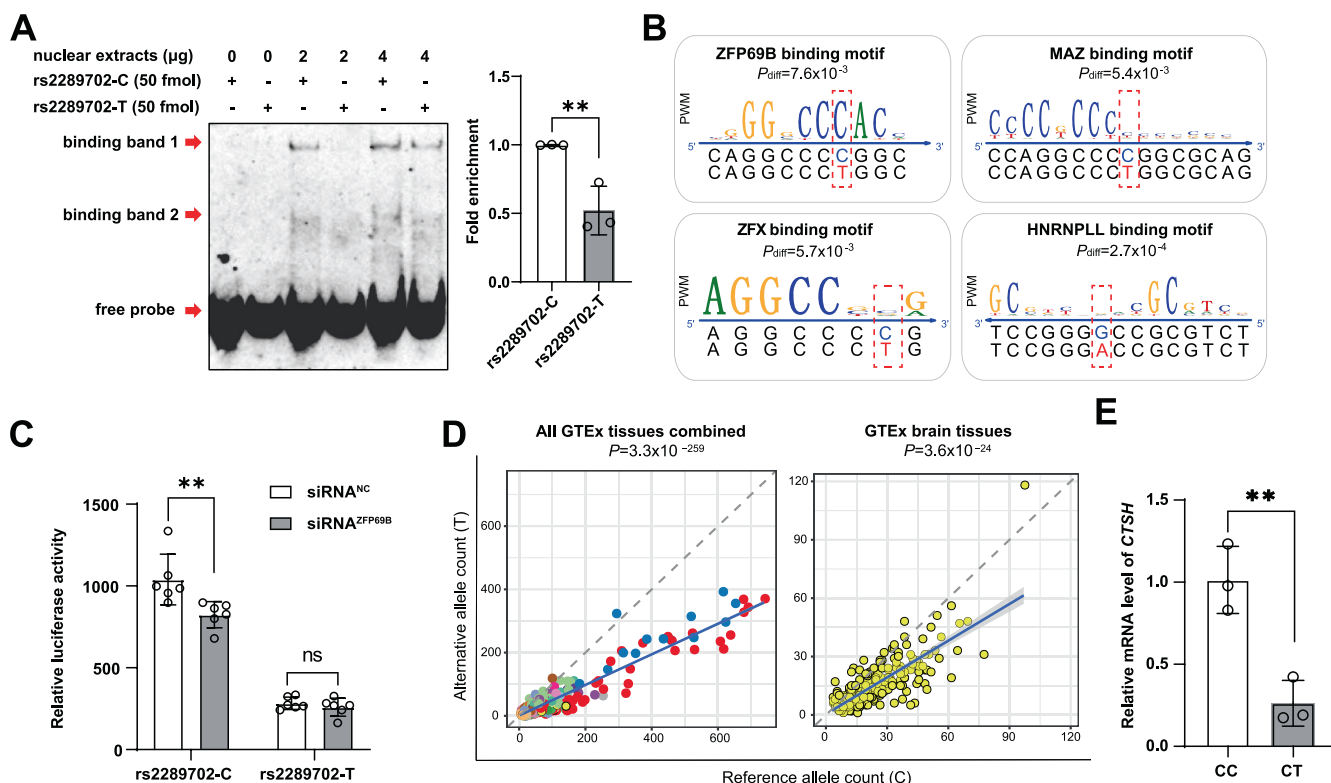 A
nuclear extracts (µg) 0 0 2 2 4 4
rs2289702-C (50 fmol) + - + - + -
rs2289702-T (50 fmol) - + - + - +
binding band 1
binding band 2
free probe
Fold enrichment
1.5
1.0
0.5
0.0
**
rs2289702-C
rs2289702-T
B
ZFP69B binding motif
Pdiff=7.6x10-3
PWM
5'
3'
CAGGCCCCGGC
CAGGCCCTGGC
MAZ binding motif
Pdiff=5.4x10-3
PWM
5'
3'
CCAGGCCCCGGCGCAG
CCAGGCCCTGGCGCAG
ZFX binding motif
Pdiff=5.7x10-3
PWM
AGGCC
5'
3'
AGGCCCCG
AGGCCCTG
HNRNPLL binding motif
Pdiff=2.7x10-4
PWM
5'
3'
TCCGGGGCCGCGTCT
TCCGGGACCGCGTCT
C
Relative luciferase activity
1500
1000
500
0
**
ns
siRNANC
siRNAZFP69B
rs2289702-C
rs2289702-T
D
All GTEx tissues combined
P=3.3x10 -259
Alternative allele count (T)
600
400
200
0
0 200 400 600
GTEx brain tissues
P=3.6x10-24
120
90
60
30
0
0 30 60 90 120
Reference allele count (C)
E
Relative mRNA level of CTSH
1.5
1.0
0.5
0.0
**
CC
CT